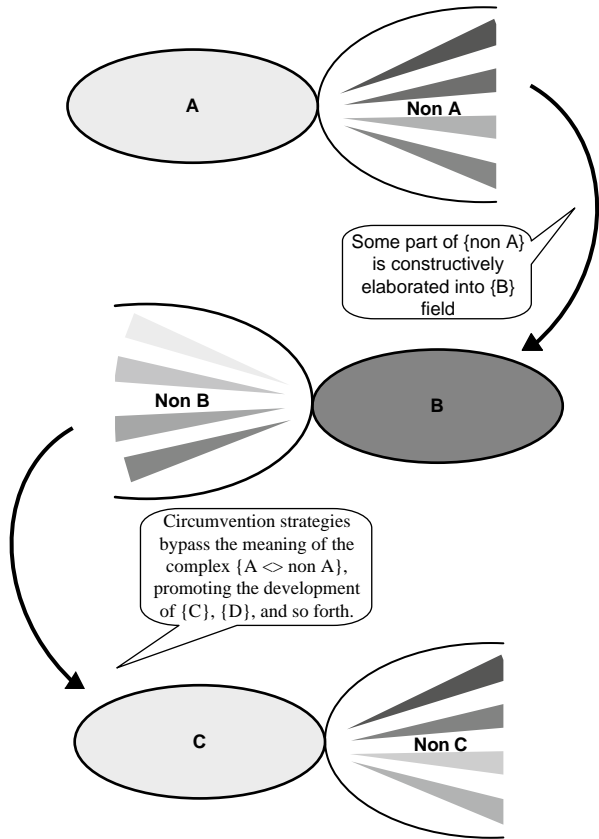 A
Non A
Some part of {non A}
is constructively
elaborated into {B}
field
Non B
B
Circumvention strategies
bypass the meaning of the
complex {A <> non A},
promoting the development
of {C}, {D}, and so forth.
C
Non C